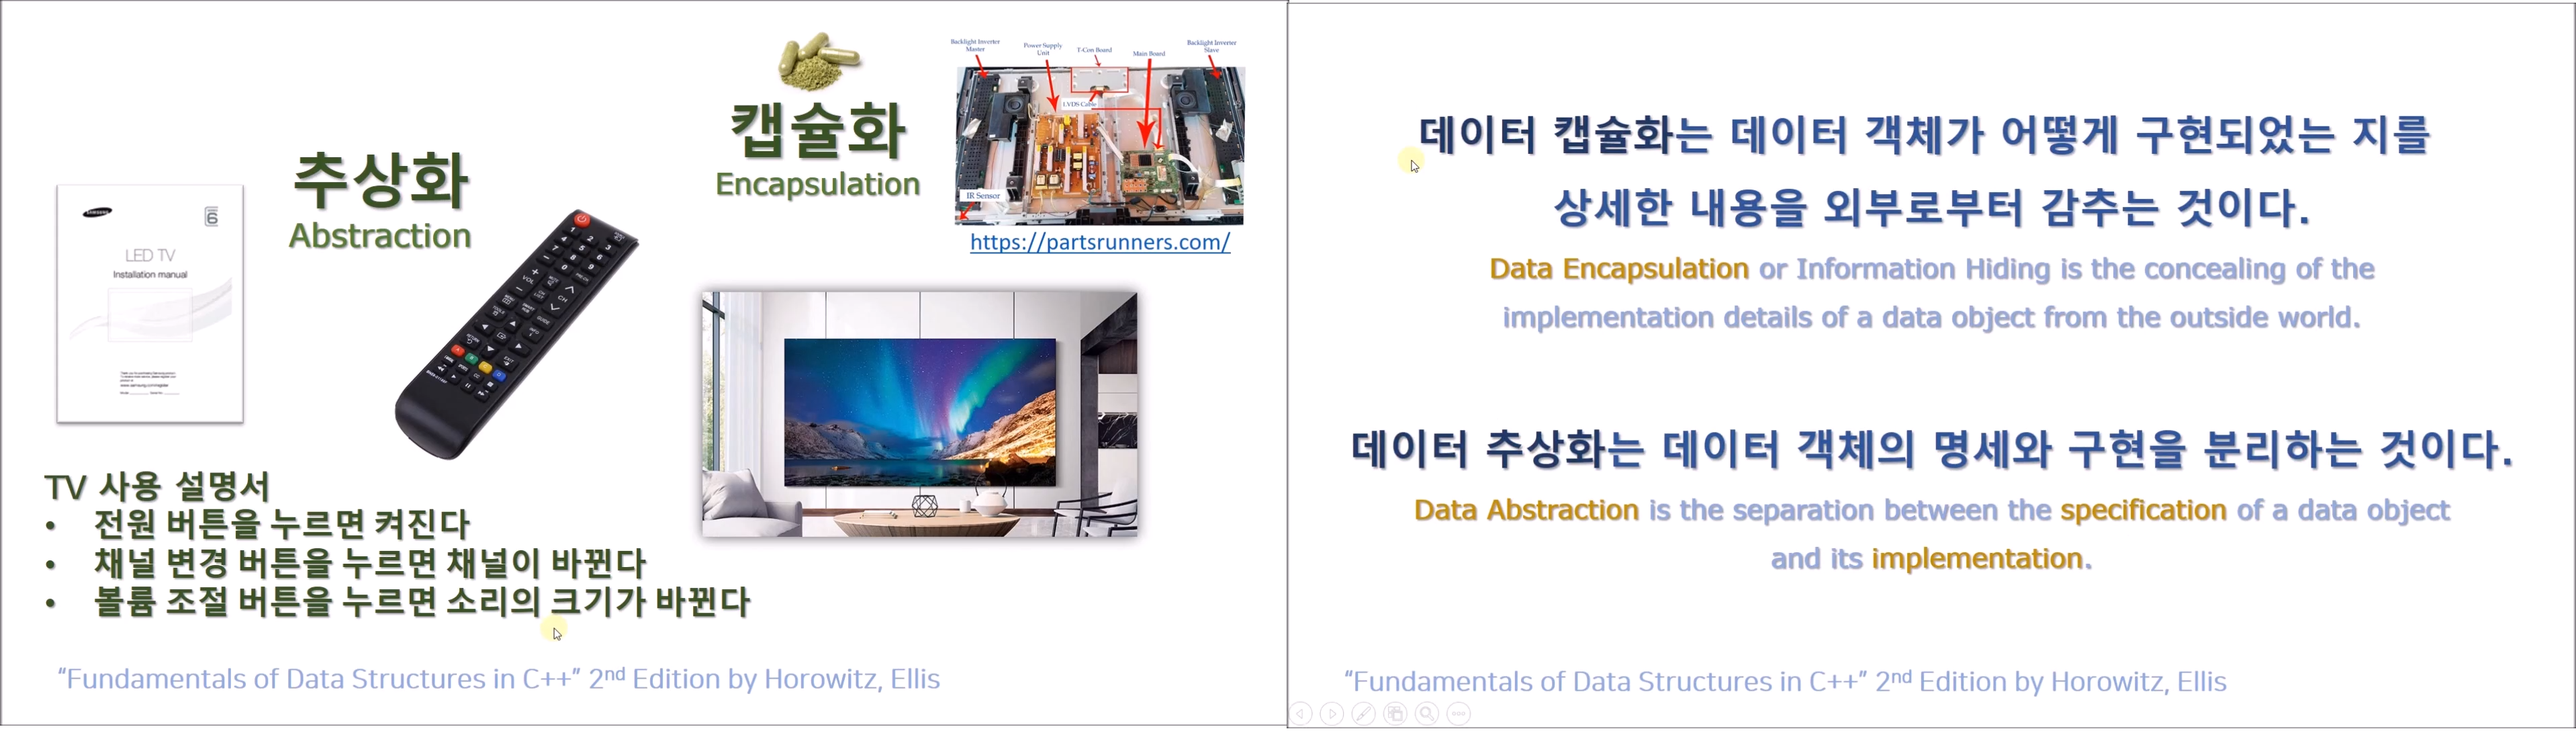 캡슐화
Encapsulation
Backlight Inverter
Master
Power Supply
Unit
T-Con Board
Main Board
Backlight Inverter
Slave
LVDS Cable
IR Sensor
https://partsrunners.com/
추상화
Abstraction
SAMSUNG
LED TV
Installation manual
VOL
CH
GUIDE
TV 사용 설명서
• 전원 버튼을 누르면 켜진다
• 채널 변경 버튼을 누르면 채널이 바뀐다
• 볼륨 조절 버튼을 누르면 소리의 크기가 바뀐다
“Fundamentals of Data Structures in C++” 2nd Edition by Horowitz, Ellis
데이터 캡슐화는 데이터 객체가 어떻게 구현되었는 지를
상세한 내용을 외부로부터 감추는 것이다.
Data Encapsulation or Information Hiding is the concealing of the
implementation details of a data object from the outside world.
데이터 추상화는 데이터 객체의 명세와 구현을 분리하는 것이다.
Data Abstraction is the separation between the specification of a data object
and its implementation.
“Fundamentals of Data Structures in C++” 2nd Edition by Horowitz, Ellis